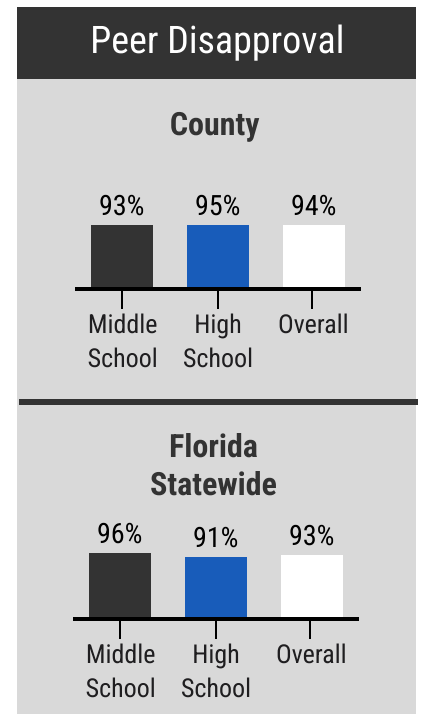 Peer Disapproval
County
93% 95% 94%
Middle School
High School
Overall
Florida
Statewide
96% 91% 93%
Middle School
High School
Overall